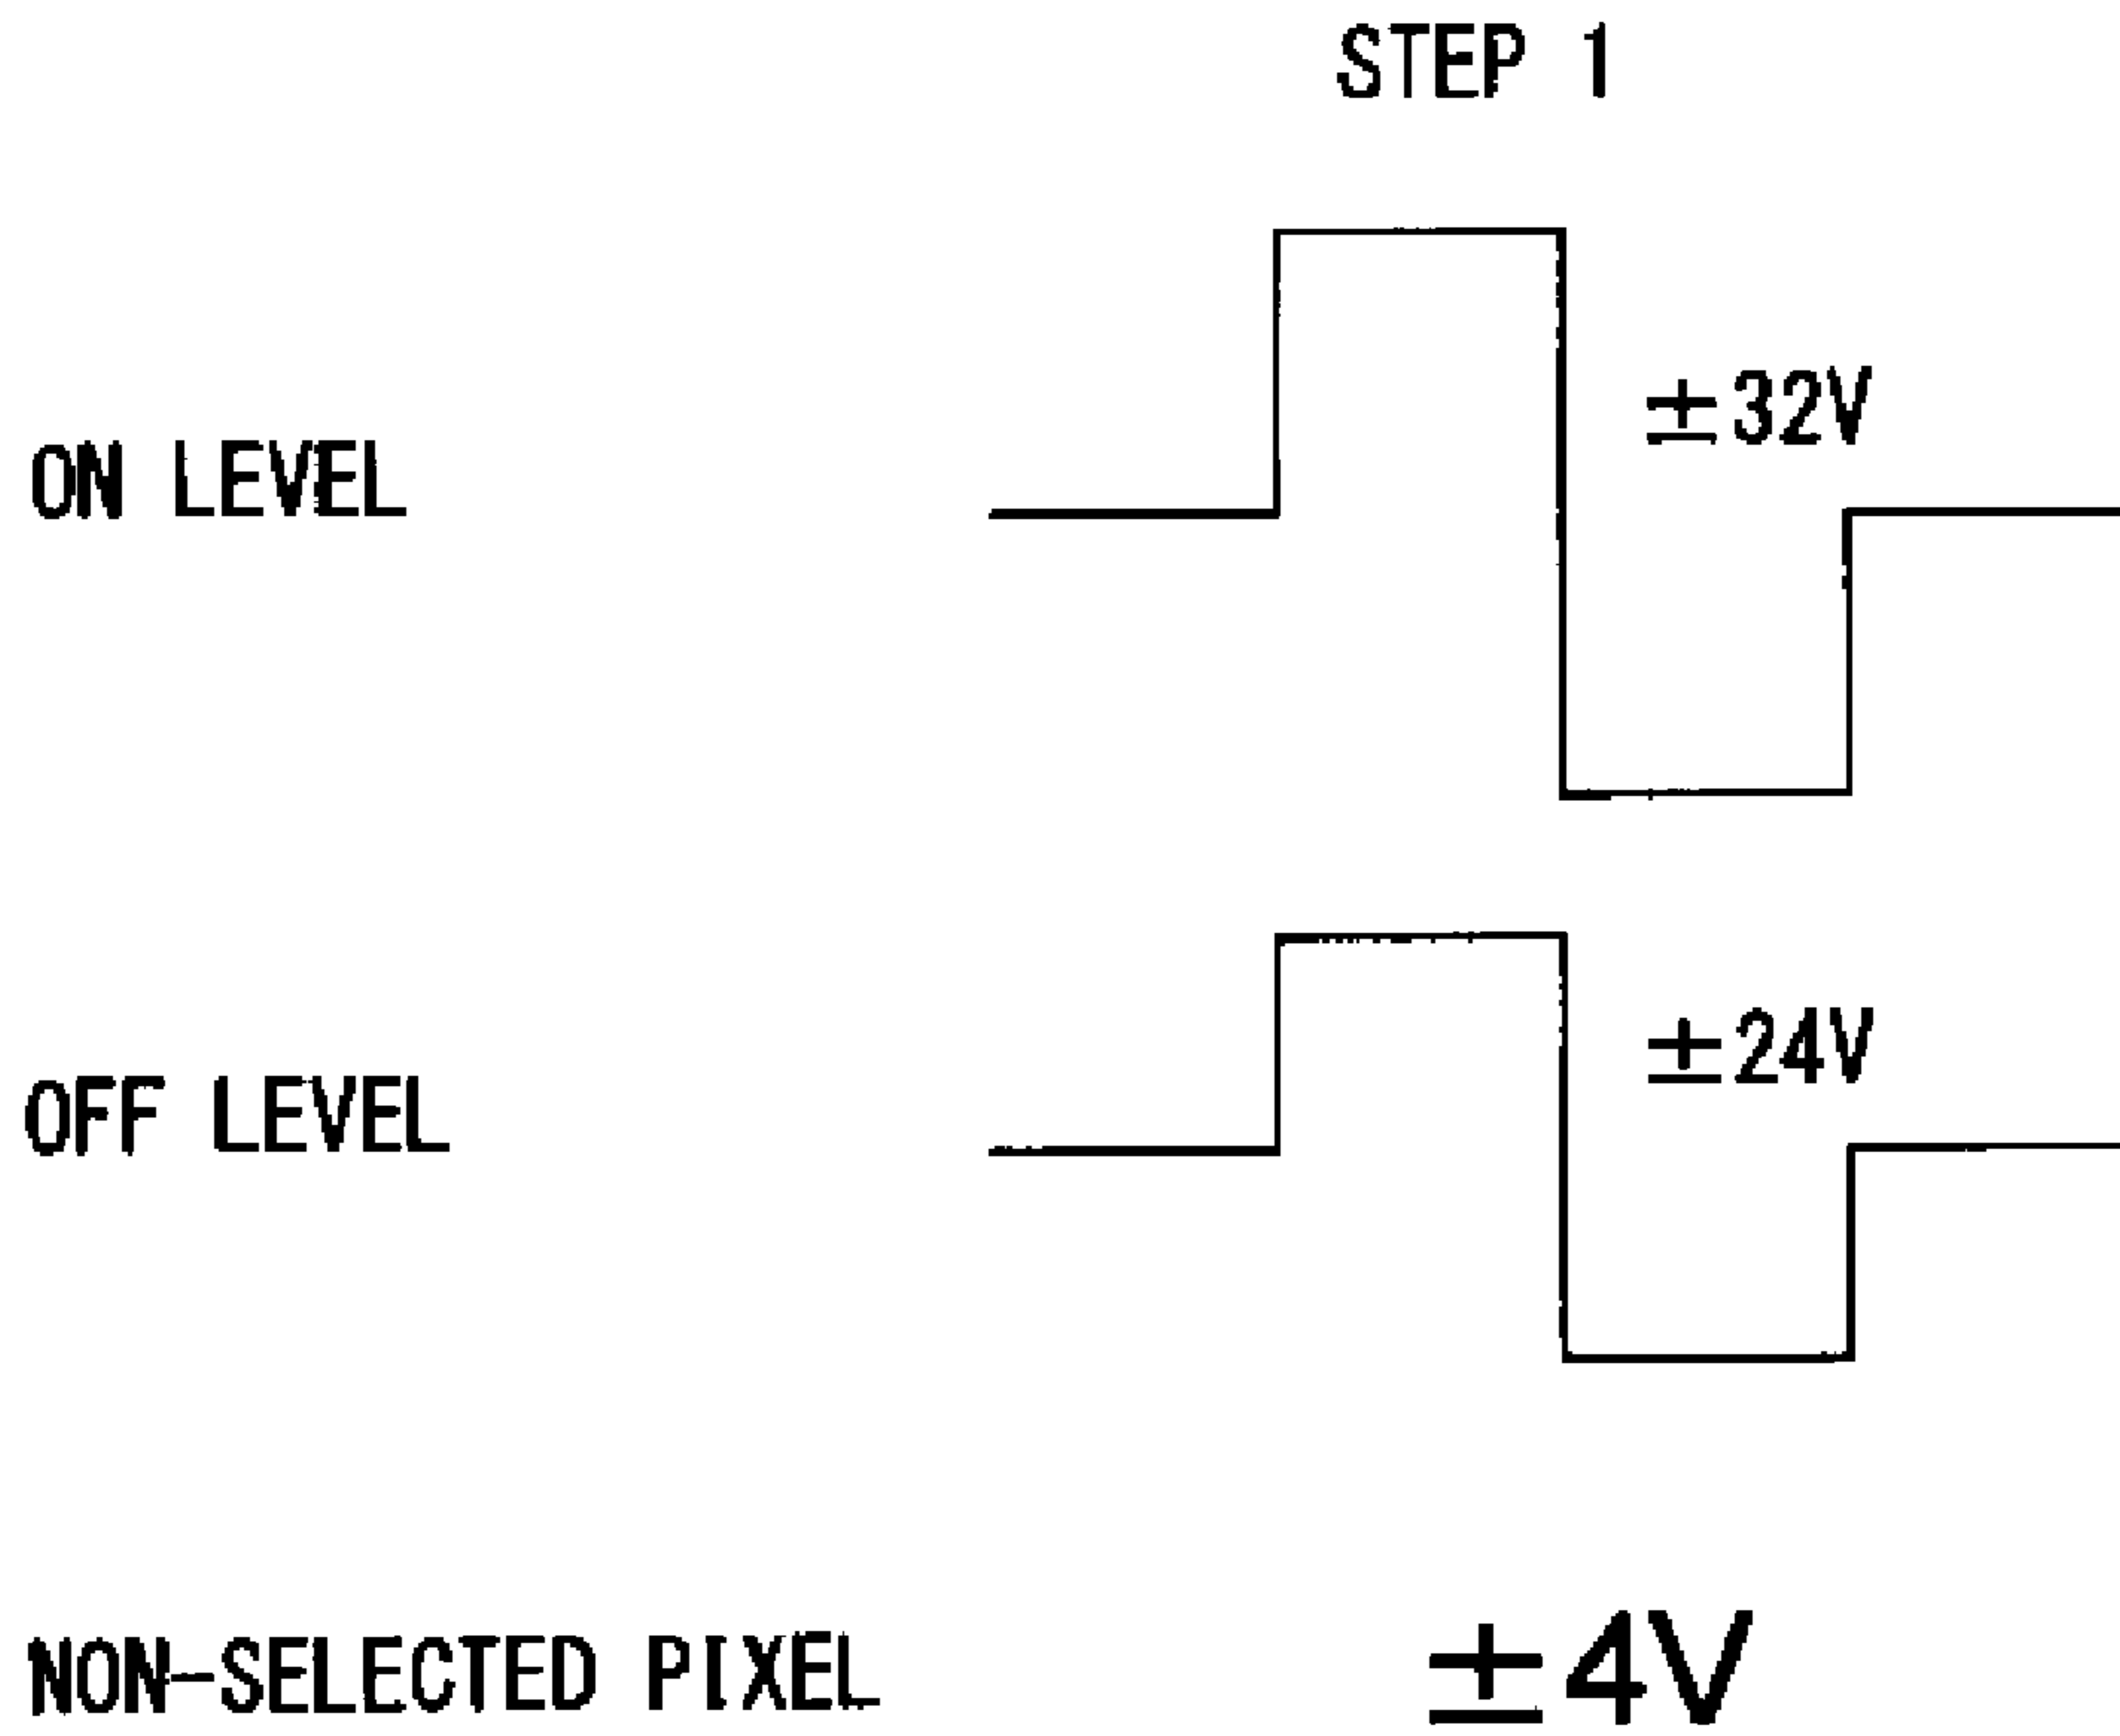 STEP 1
±32V
ON LEVEL
±24V
OFF LEVEL
NON-SELECTED PIXEL ±4V